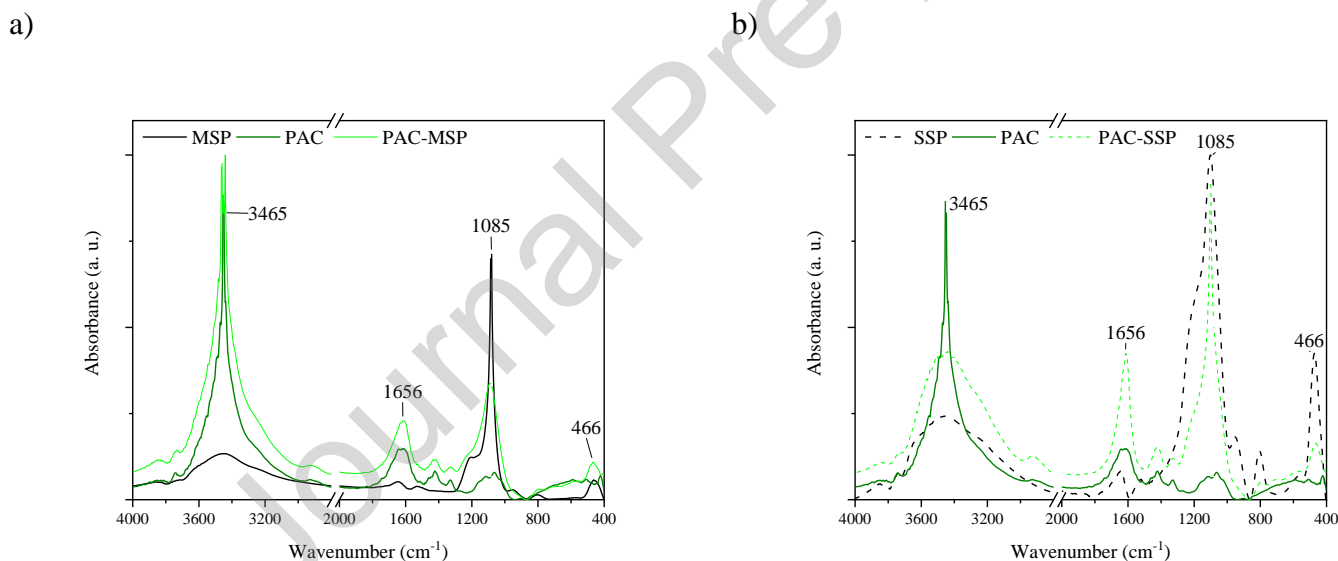 a)
b)
Journal Pre
MSP PAC PAC-MSP
3465
1656
1085
466
Absorbance (a. u.)
4000 3600 3200 2000 1600 1200 800 400
Wavenumber (cm-1)
SSP PAC PAC-SSP
3465
1656
1085
466
Absorbance (a. u.)
4000 3600 3200 2000 1600 1200 800 400
Wavenumber (cm-1)